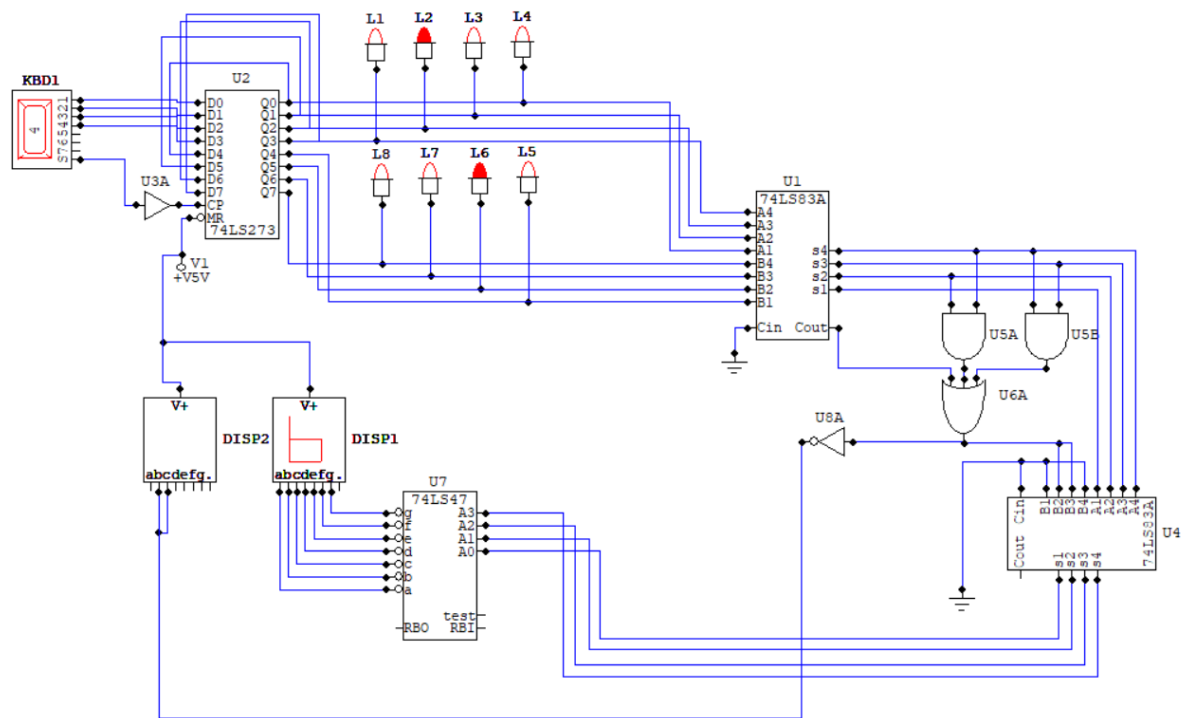 L1 L2 L3 L4
KBD1
4
S7654321
U2
D0 Q0
D1 Q1
D2 Q2
D3 Q3
D4 Q4
D5 Q5
D6 Q6
D7 Q7
CP
MR
74LS273
U3A
V1
+V5V
L8 L7 L6 L5
U1
74LS83A
A4
A3
A2
A1
B4
B3
B2
B1
s4
s3
s2
s1
Cin Cout
U5A U5B
U6A
U8A
V+
DISP2
abcdefg.
V+
DISP1
abcdefg.
U7
74LS47
g A3
f A2
e A1
d A0
c
b
a
test
RBO RBI
Cin B1 B2 B3 B4 A1 A2 A3 A4
Cout s1 s2 s3 s4
74LS83A
U4